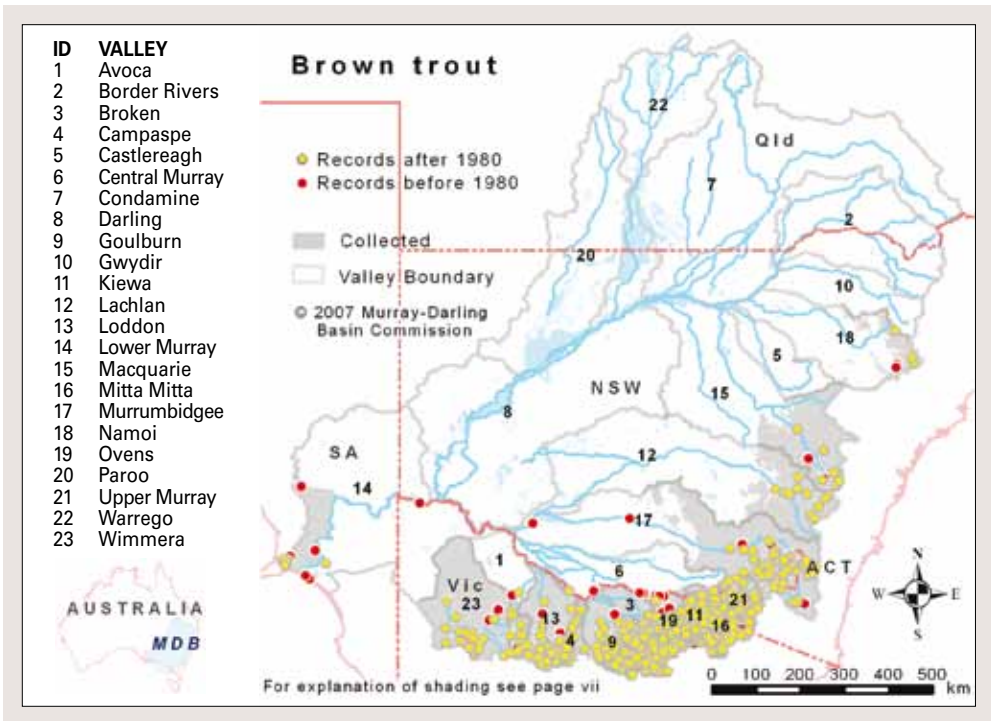 ID VALLEY
1 Avoca
2 Border Rivers
3 Broken
4 Campaspe
5 Castlereagh
6 Central Murray
7 Condamine
8 Darling
9 Goulburn
10 Gwydir
11 Kiewa
12 Lachlan
13 Loddon
14 Lower Murray
15 Macquarie
16 Mitta Mitta
17 Murrumbidgee
18 Namoi
19 Ovens
20 Paroo
21 Upper Murray
22 Warrego
23 Wimmera
AUSTRALIA
MDB
Brown trout
Records after 1980
Records before 1980
Collected
Valley Boundary
© 2007 Murray-Darling
Basin Commission
22
Qld
7
2
20
10
18
5
NSW
15
8
12
SA
14
17
1
6
ACT
Vic
23
3
21
13
19
11
16
4
9
N
W E
S
For explanation of shading see page vii
0 100 200 300 400 500
km